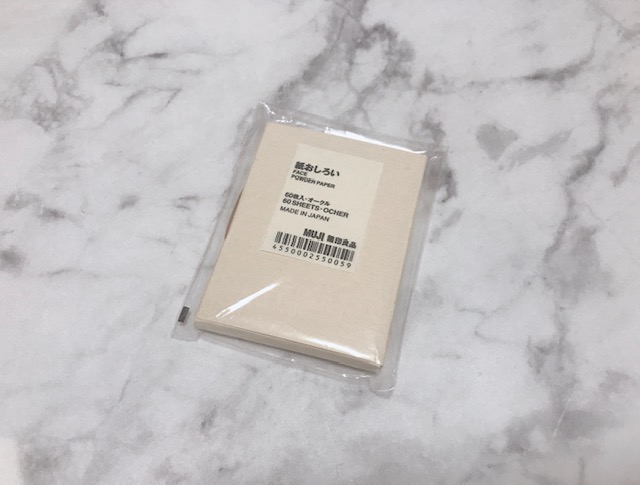 紙おしろい
FACE
POWDER PAPER
60枚入・オークル
60 SHEETS・OCHER
MADE IN JAPAN
MUJI 無印良品
4550002550059